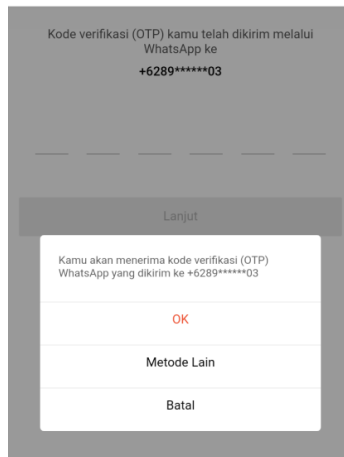 Kode verifikasi (OTP) kamu telah dikirim melalui
WhatsApp ke
+6289******03
Lanjut
Kamu akan menerima kode verifikasi (OTP)
WhatsApp yang dikirim ke +6289******03
OK
Metode Lain
Batal